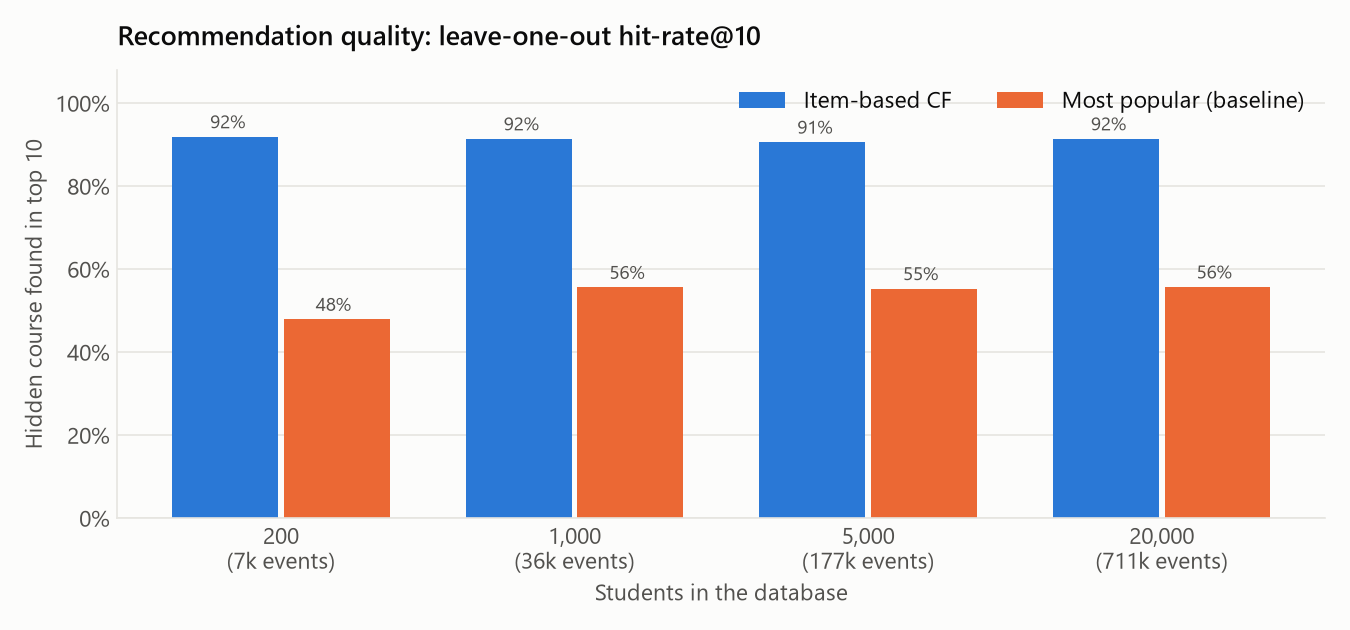 Recommendation quality: leave-one-out hit-rate@10
Item-based CF
Most popular (baseline)
Hidden course found in top 10
100%
80%
60%
40%
20%
0%
92%
48%
92%
56%
91%
55%
92%
56%
200
(7k events)
1,000
(36k events)
5,000
(177k events)
20,000
(711k events)
Students in the database